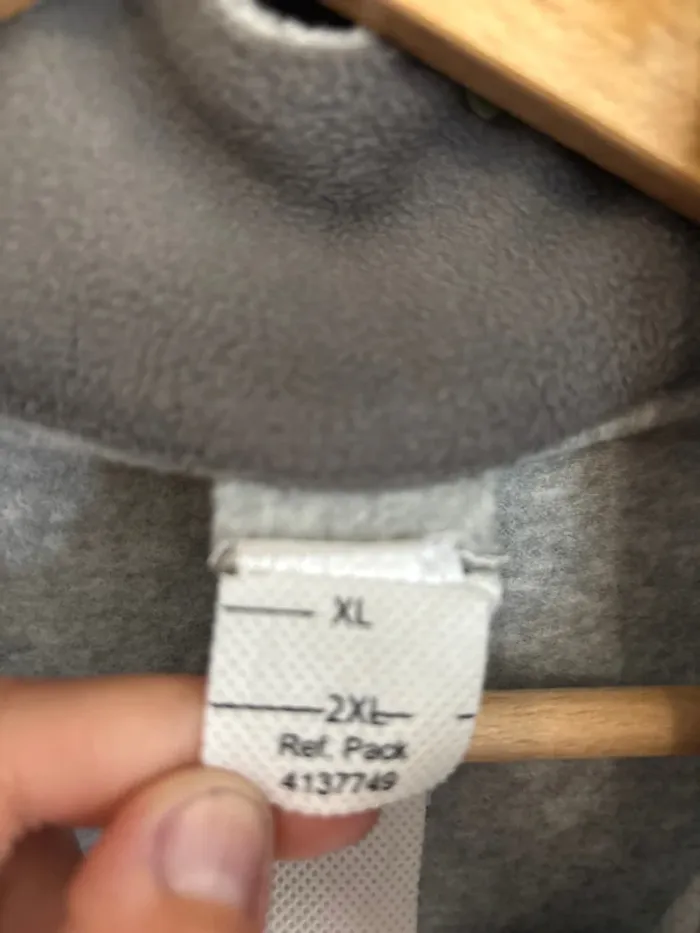 XL
2XL
Ref. Pack
4137749